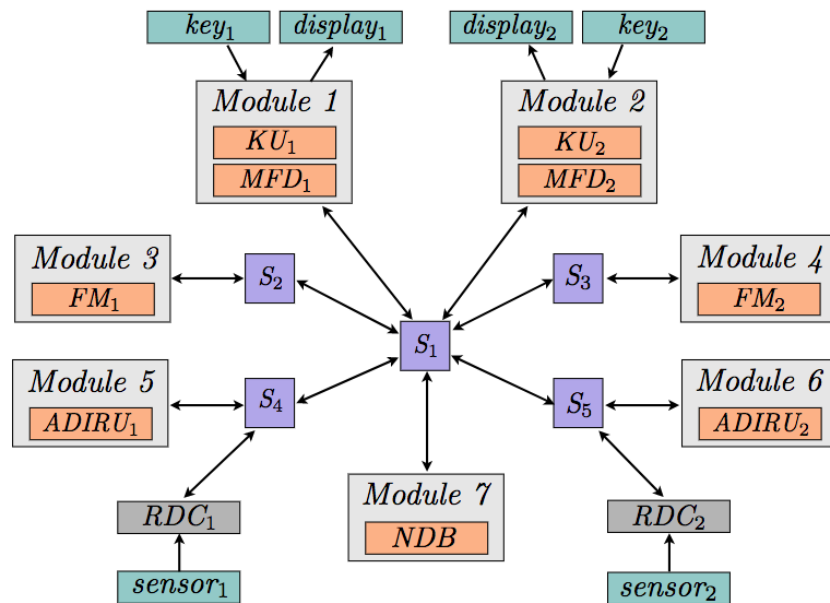 key₁ display₁ display₂ key₂
Module 1 Module 2
KU₁ KU₂
MFD₁ MFD₂
Module 3 Module 4
S₂ S₃
FM₁ FM₂
S₁
Module 5 Module 6
S₄ S₅
ADIRU₁ ADIRU₂
Module 7
RDC₁ RDC₂
NDB
sensor₁ sensor₂